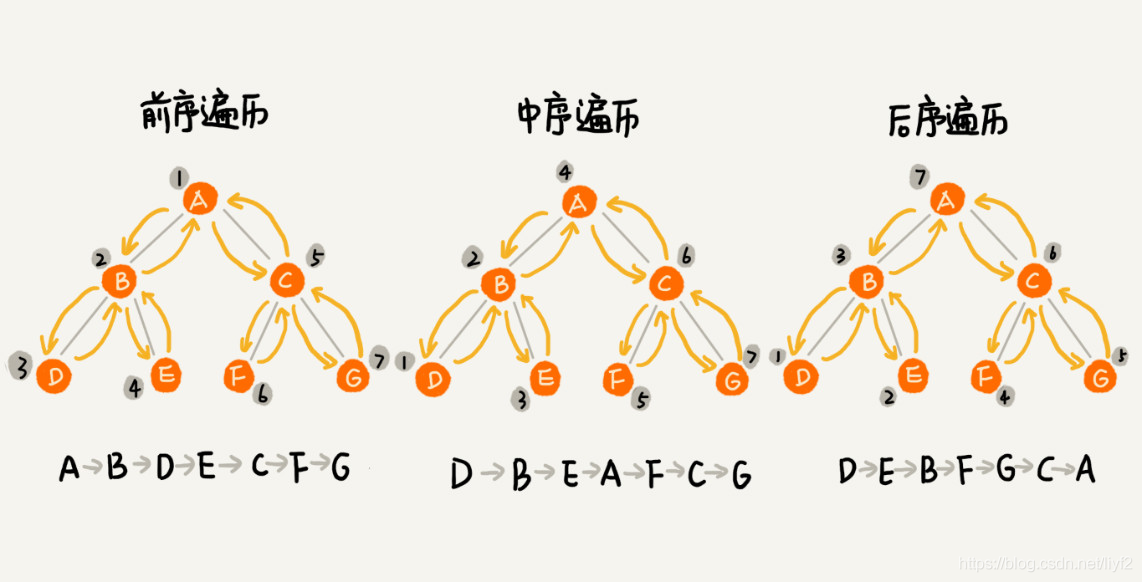 前序遍历
中序遍历
后序遍历
1
A
2
B
5
C
3
D
4
E
F
6
G
7
4
A
2
B
6
C
1
D
3
E
F
5
G
7
7
A
3
B
6
C
1
D
2
E
F
4
G
5
A→B→D→E→C→F→G
D→B→E→A→F→C→G
D→E→B→F→G→C→A
https://blog.csdn.net/liyf2